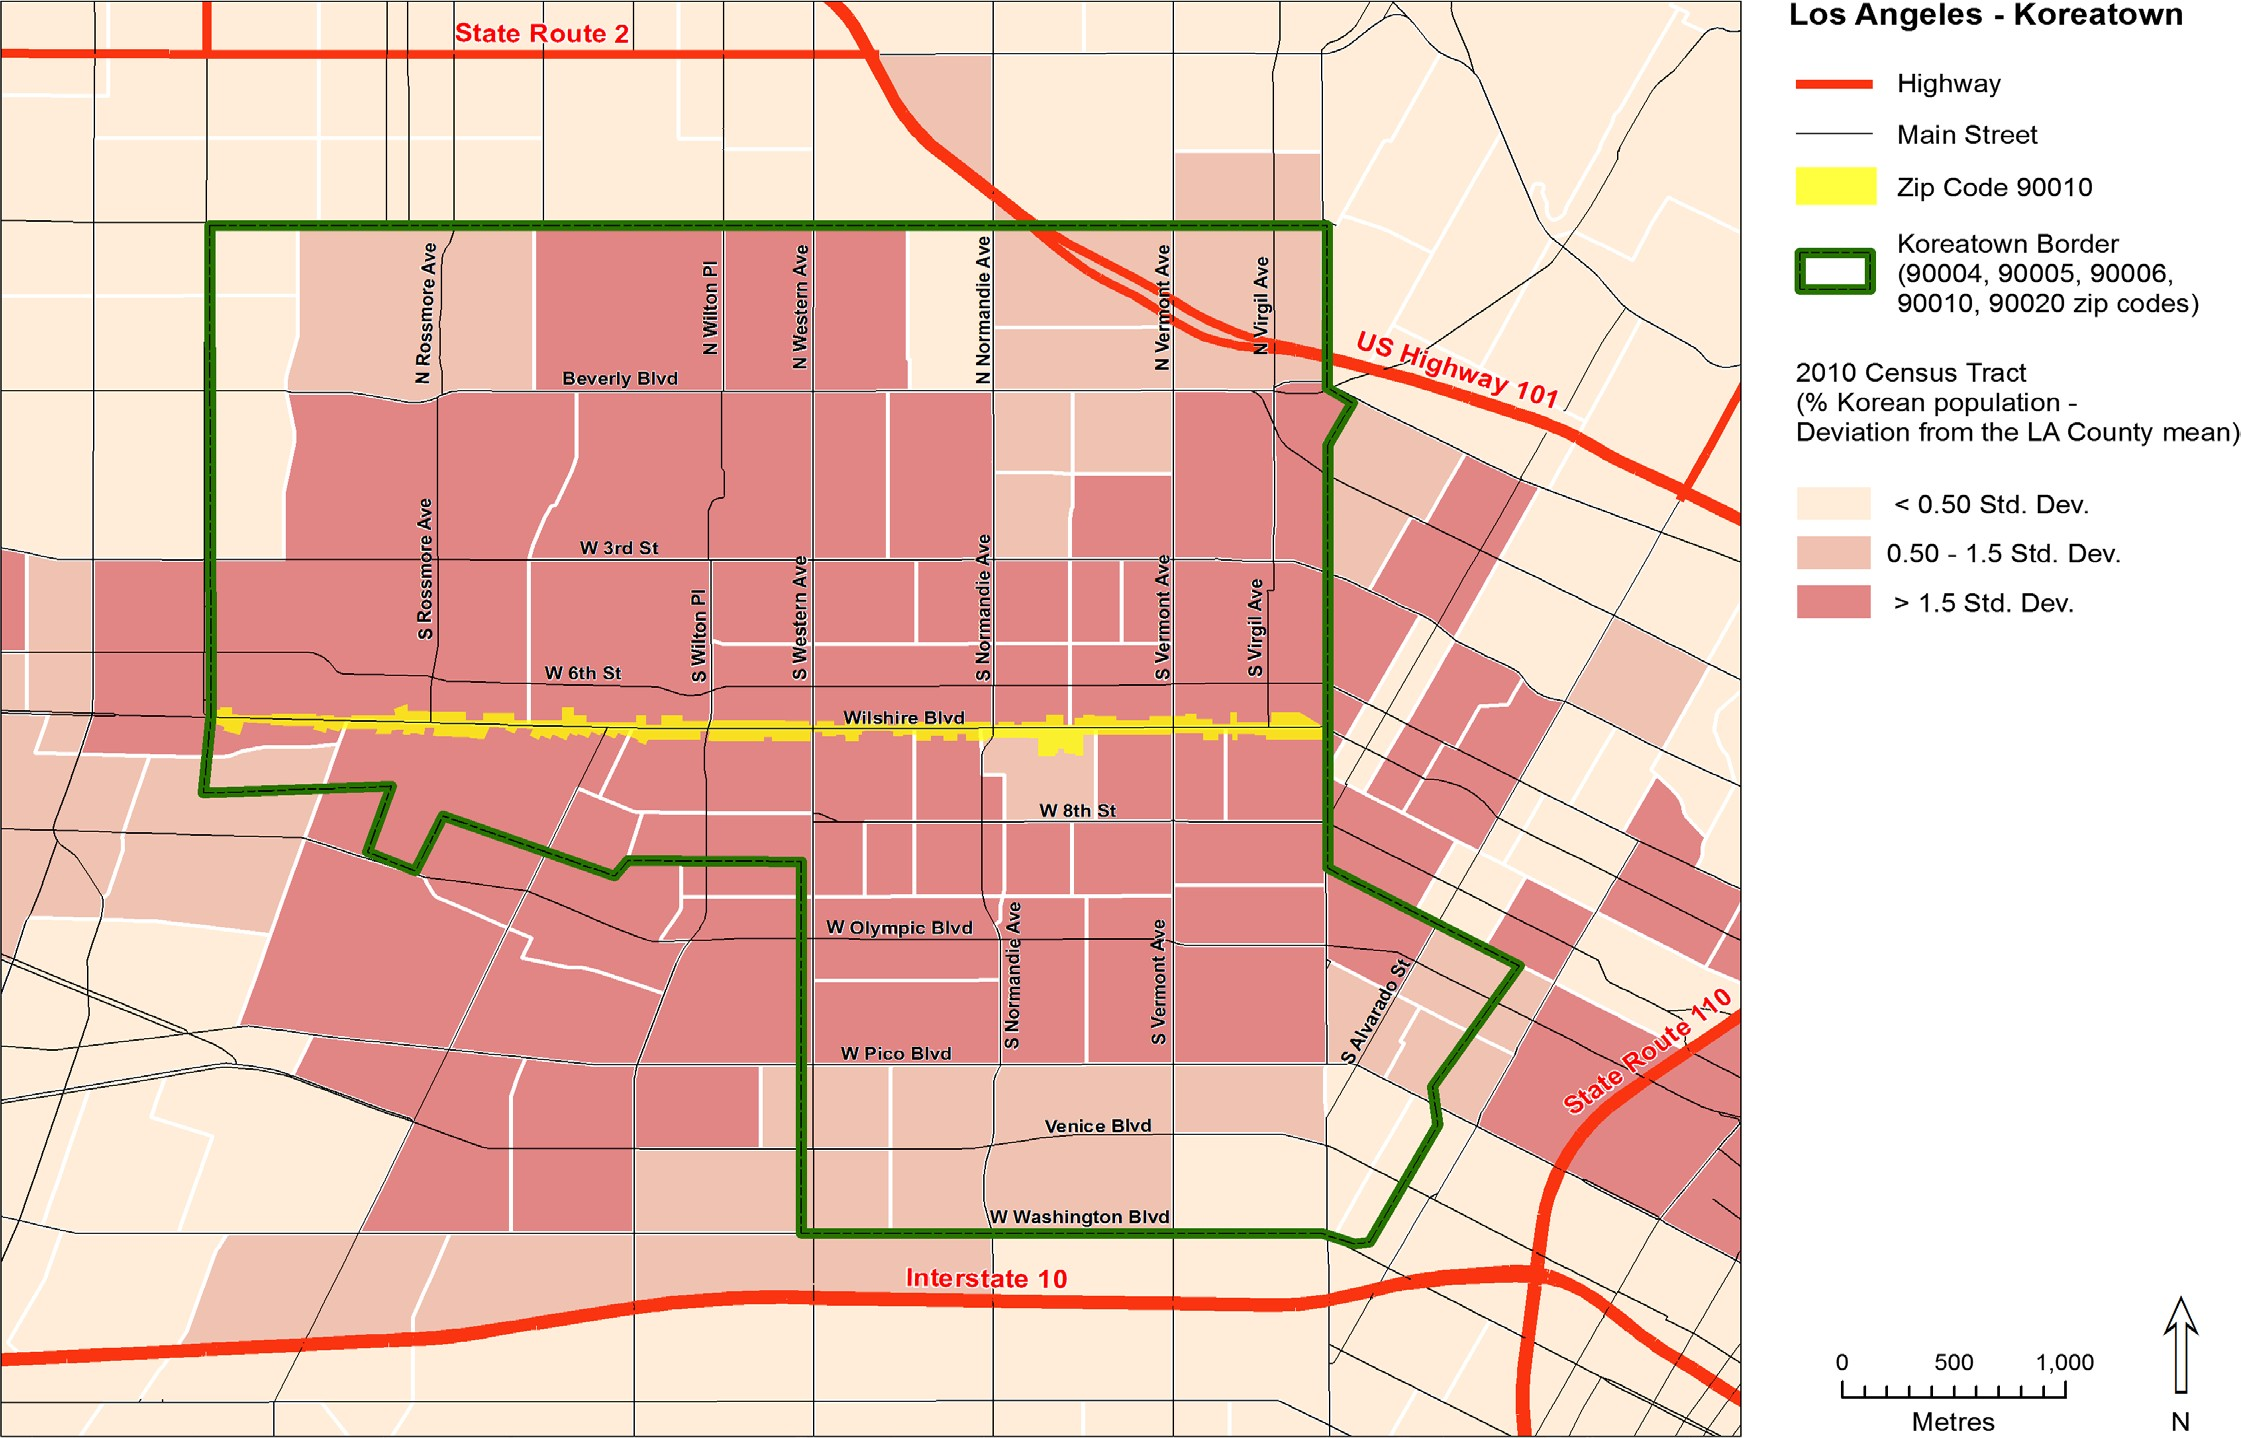 Los Angeles - Koreatown
Highway
Main Street
Zip Code 90010
Koreatown Border
(90004, 90005, 90006,
90010, 90020 zip codes)
2010 Census Tract
(% Korean population -
Deviation from the LA County mean)
< 0.50 Std. Dev.
0.50 - 1.5 Std. Dev.
> 1.5 Std. Dev.
0 500 1,000
Metres
N
State Route 2
N Rossmore Ave
N Wilton Pl
N Western Ave
N Normandie Ave
N Vermont Ave
N Virgil Ave
US Highway 101
Beverly Blvd
W 3rd St
S Rossmore Ave
S Wilton Pl
S Western Ave
S Normandie Ave
S Vermont Ave
S Virgil Ave
W 6th St
Wilshire Blvd
W 8th St
W Olympic Blvd
S Normandie Ave
S Vermont Ave
S Alvarado St
State Route 110
W Pico Blvd
Venice Blvd
W Washington Blvd
Interstate 10